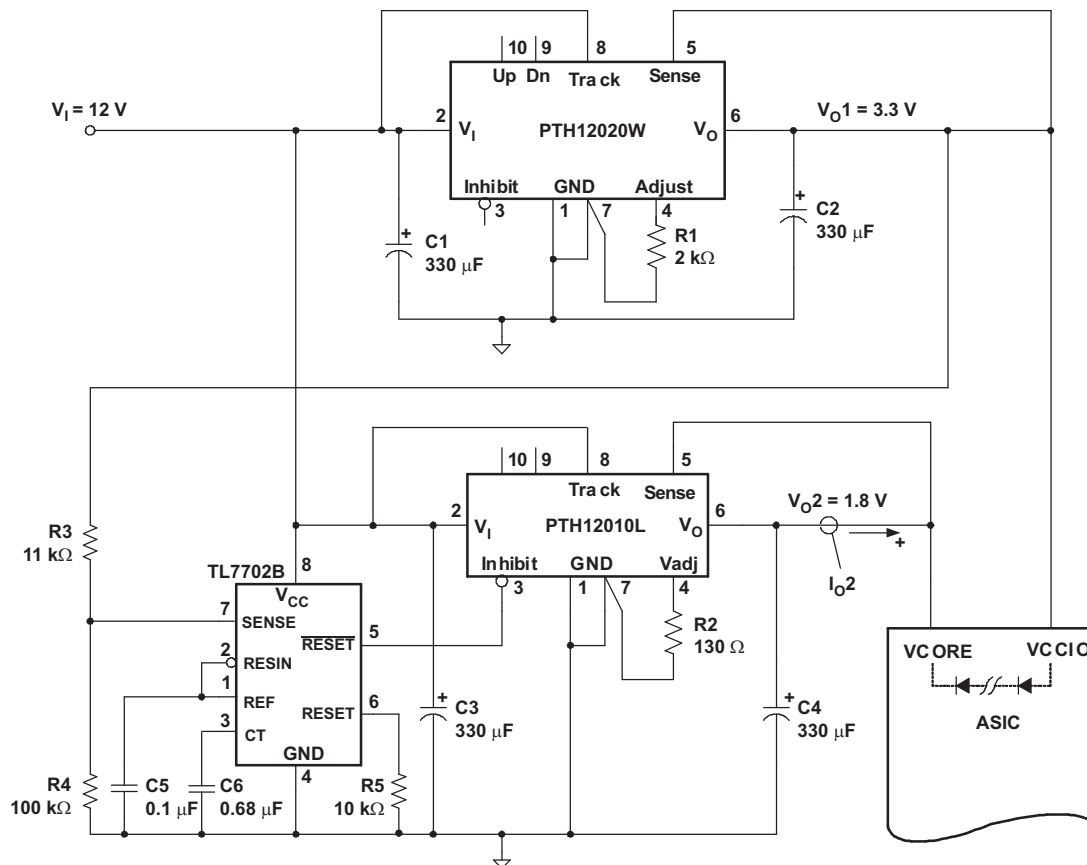 10 9 8 5
Up Dn Track Sense
V_I = 12 V
2 V_I PTH12020W V_O 6
V_O1 = 3.3 V
Inhibit GND Adjust
3 1 7 4
+ C1
330 μF
R1
2 kΩ
+ C2
330 μF
10 9 8 5
Track Sense
2 V_I PTH12010L V_O 6
V_O2 = 1.8 V
+
I_O2
Inhibit GND Vadj
3 1 7 4
R2
130 Ω
R3
11 kΩ
TL7702B
8
V_CC
7 SENSE
RESET 5
2 RESIN
1 REF
RESET 6
3 CT
GND
4
+ C3
330 μF
+ C4
330 μF
VCORE VCCIO
ASIC
R4
100 kΩ
C5
0.1 μF
C6
0.68 μF
R5
10 kΩ